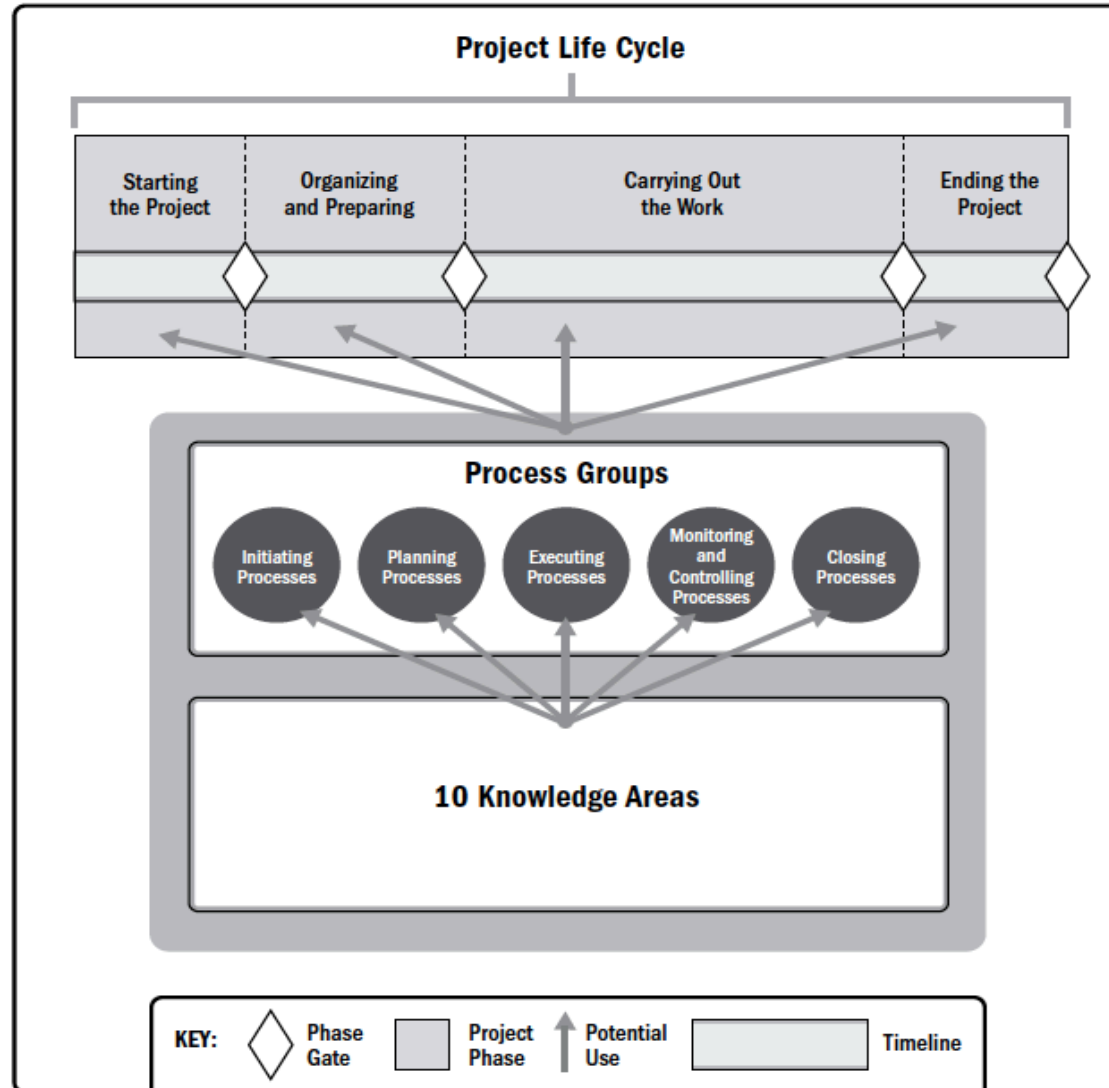 Project Life Cycle
Starting
the Project
Organizing
and Preparing
Carrying Out
the Work
Ending the
Project
Process Groups
Initiating
Processes
Planning
Processes
Executing
Processes
Monitoring
and
Controlling
Processes
Closing
Processes
10 Knowledge Areas
KEY:
Phase
Gate
Project
Phase
Potential
Use
Timeline